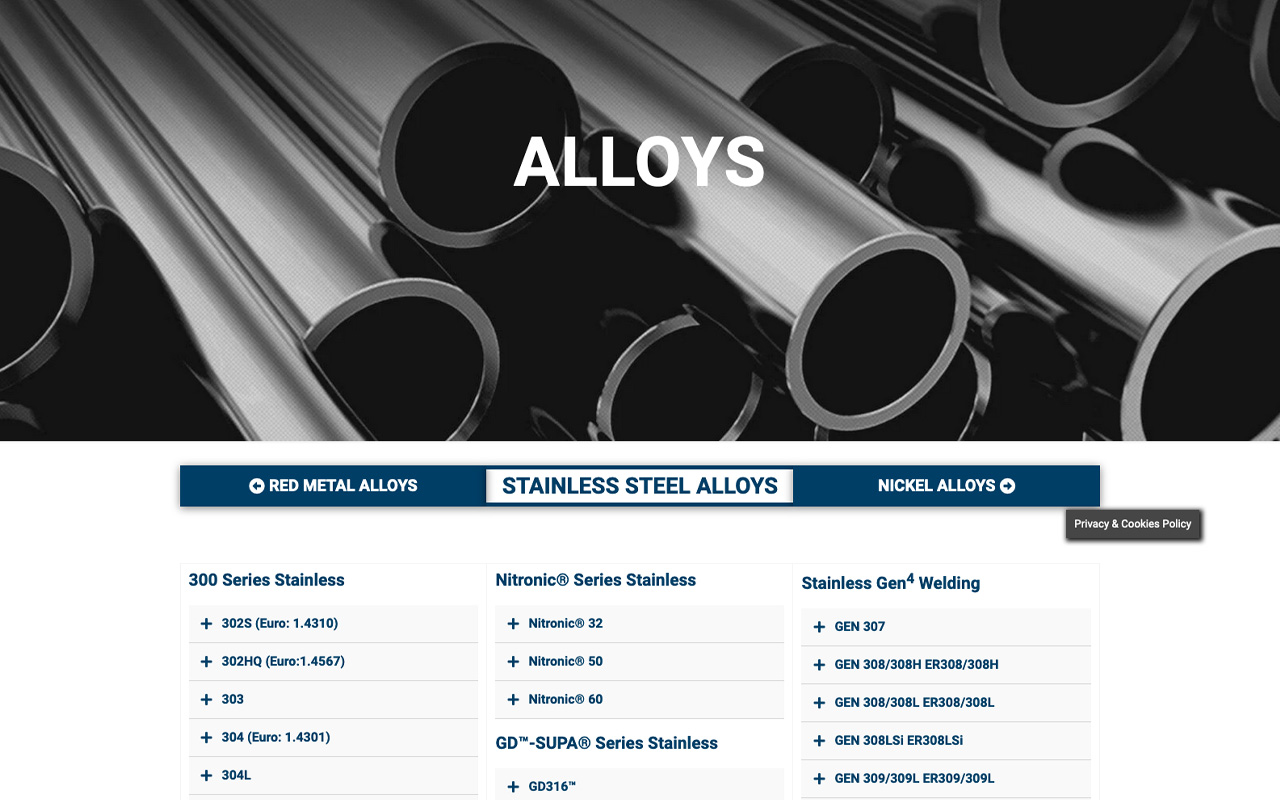 ALLOYS
RED METAL ALLOYS
STAINLESS STEEL ALLOYS
NICKEL ALLOYS
Privacy & Cookies Policy
300 Series Stainless
302S (Euro: 1.4310)
302HQ (Euro:1.4567)
303
304 (Euro: 1.4301)
304L
Nitronic® Series Stainless
Nitronic® 32
Nitronic® 50
Nitronic® 60
GD™-SUPA® Series Stainless
GD316™
Stainless Gen⁴ Welding
GEN 307
GEN 308/308H ER308/308H
GEN 308/308L ER308/308L
GEN 308LSi ER308LSi
GEN 309/309L ER309/309L